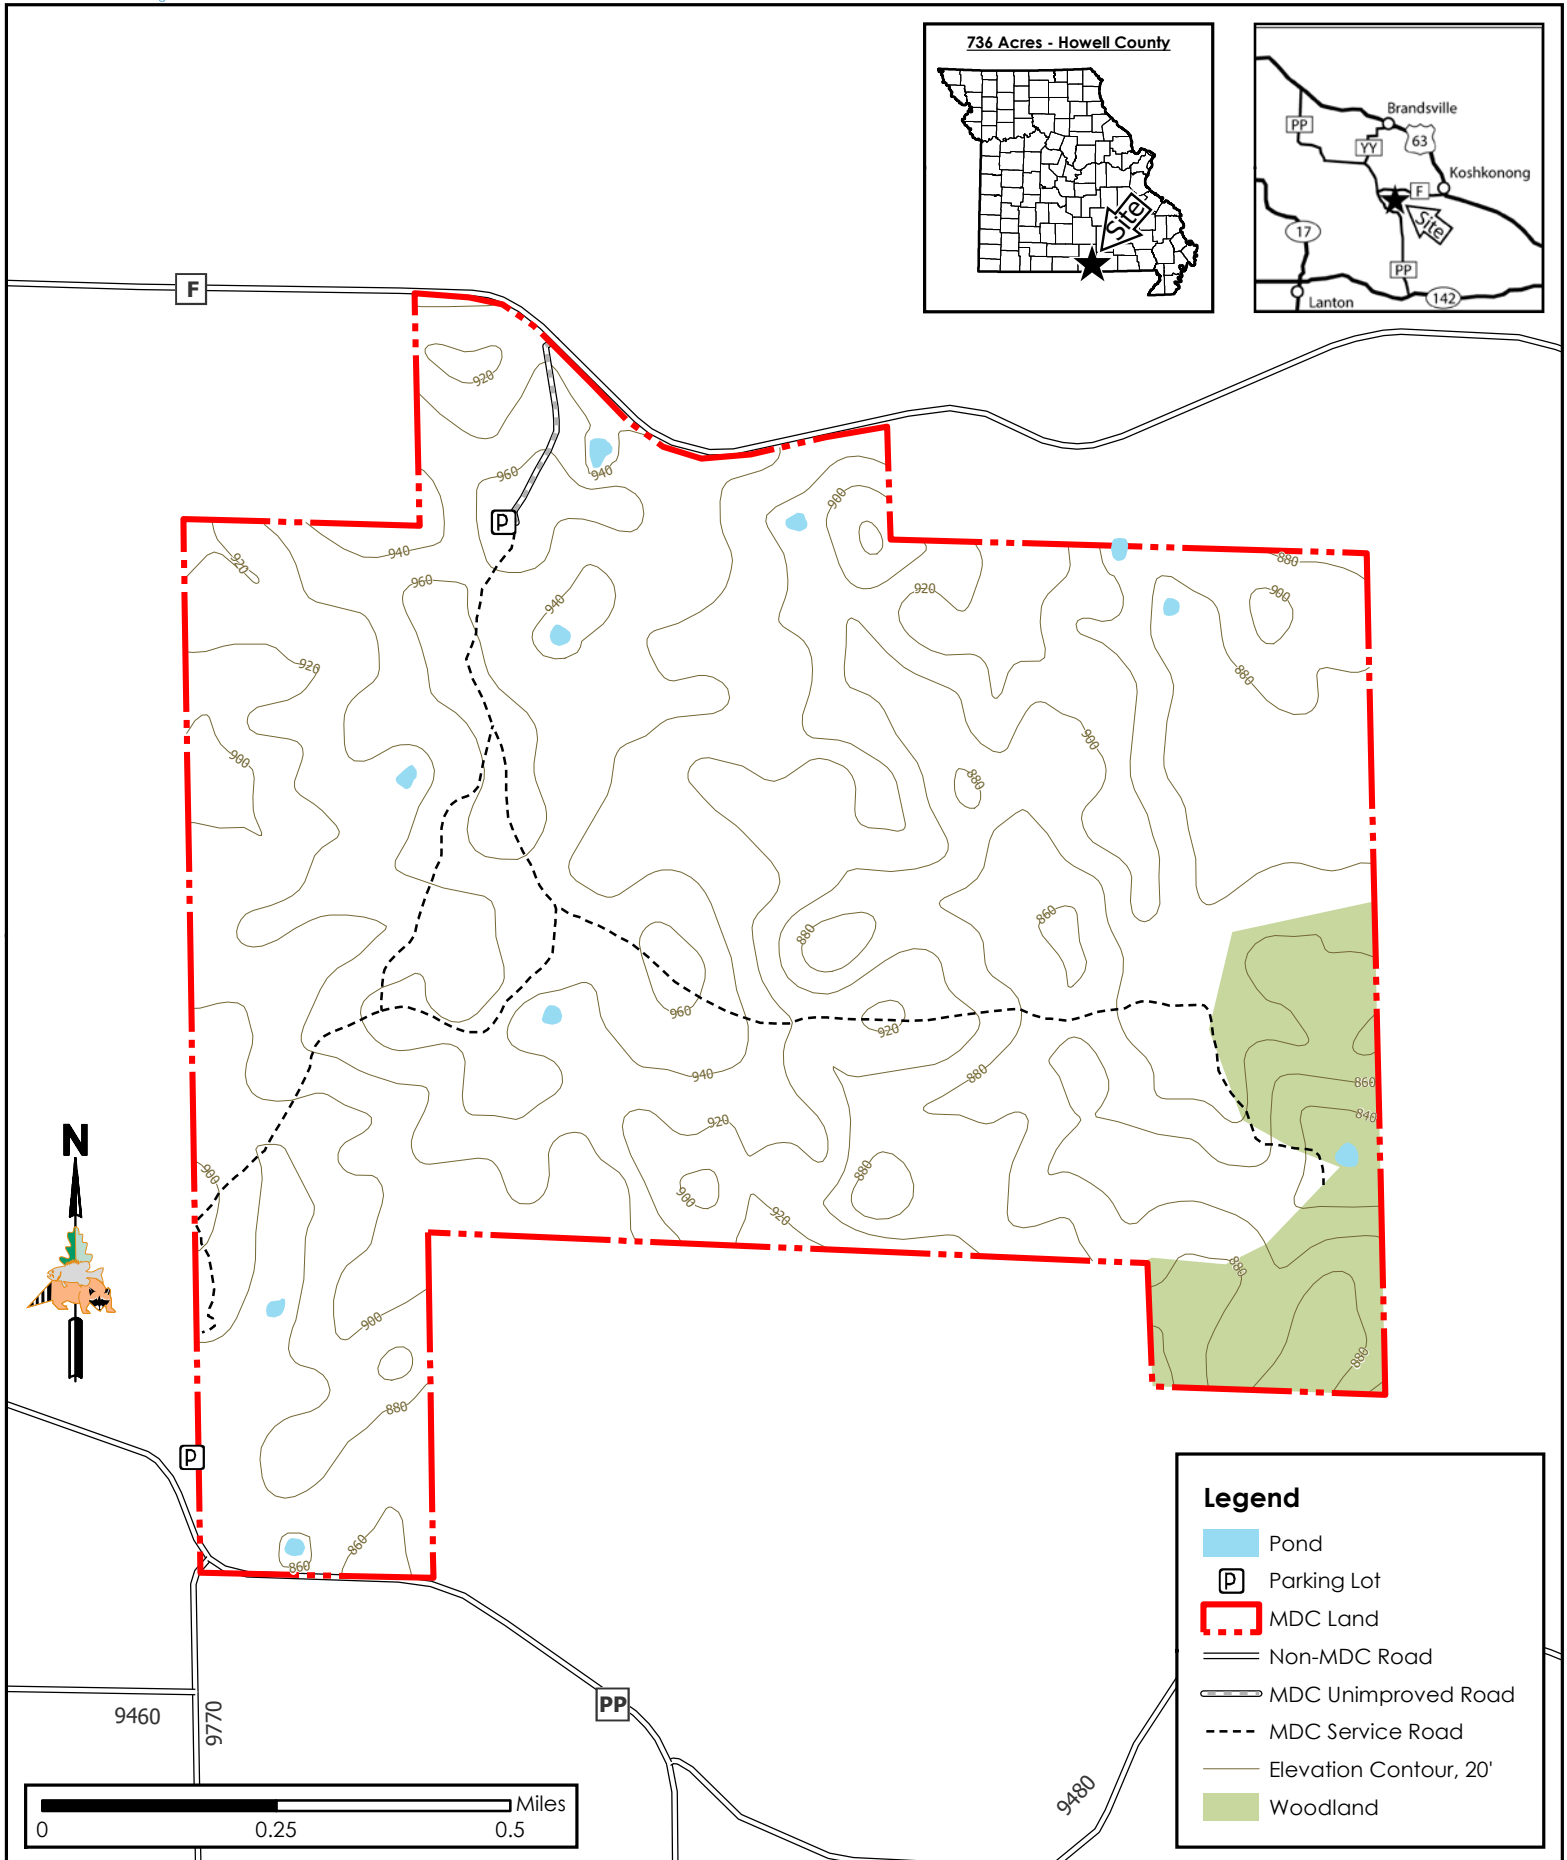 736 Acres - Howell County
Site
Brandsville
PP
YY
63
Koshkonong
F
Site
17
PP
142
Lanton
F
920
960
940
900
940
920
960
940
920
880
900
920
880
900
900
880
860
880
960
920
940
880
860
840
920
900
880
900
920
880
N
900
880
880
860
860
Legend
Pond
P Parking Lot
MDC Land
Non-MDC Road
MDC Unimproved Road
MDC Service Road
Elevation Contour, 20'
Woodland
P
P
PP
9460
9770
9480
Miles
0 0.25 0.5